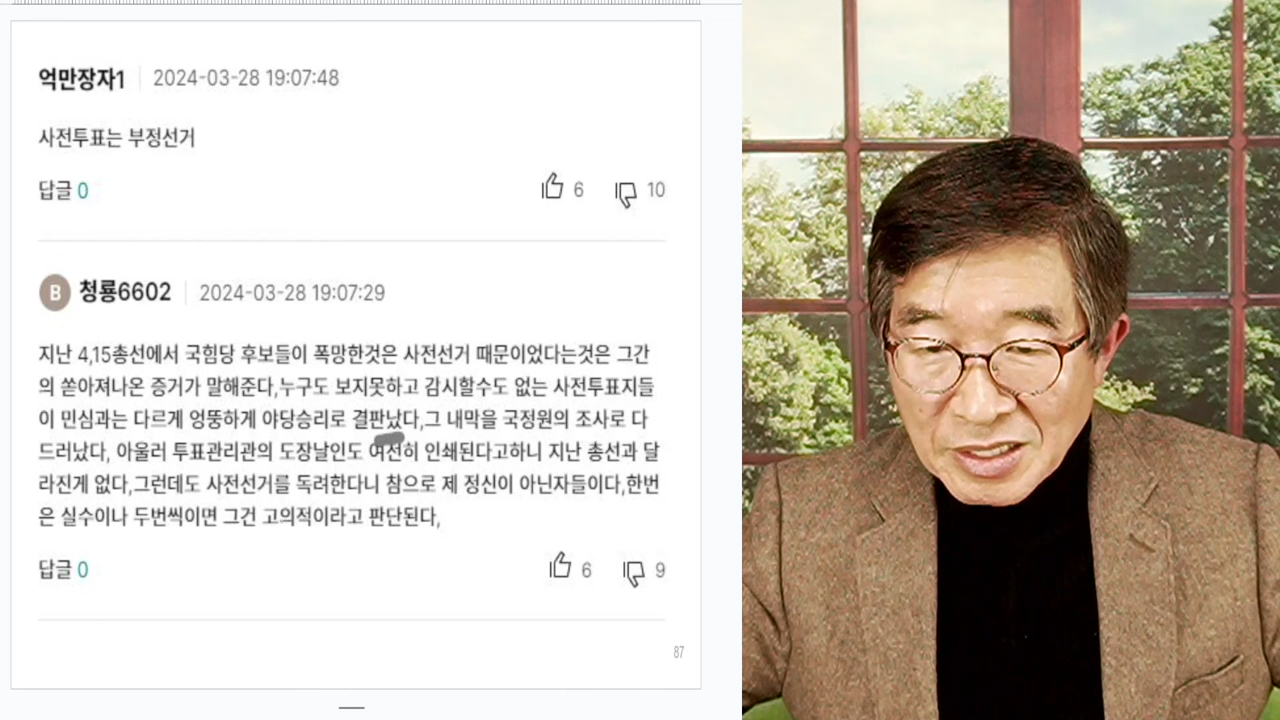 억만장자1 2024-03-28 19:07:48
사전투표는 부정선거
답글 0 6 10
B 청룡6602 2024-03-28 19:07:29
지난 4,15총선에서 국힘당 후보들이 폭망한것은 사전선거 때문이었다는것은 그간
의 쏟아져나온 증거가 말해준다,누구도 보지못하고 감시할수도 없는 사전투표지들
이 민심과는 다르게 엉뚱하게 야당승리로 결판났다,그 내막을 국정원의 조사로 다
드러났다, 아울러 투표관리관의 도장날인도 여전히 인쇄된다고하니 지난 총선과 달
라진게 없다,그런데도 사전선거를 독려한다니 참으로 제 정신이 아닌자들이다,한번
은 실수이나 두번씩이면 그건 고의적이라고 판단된다,
답글 0 6 9
87